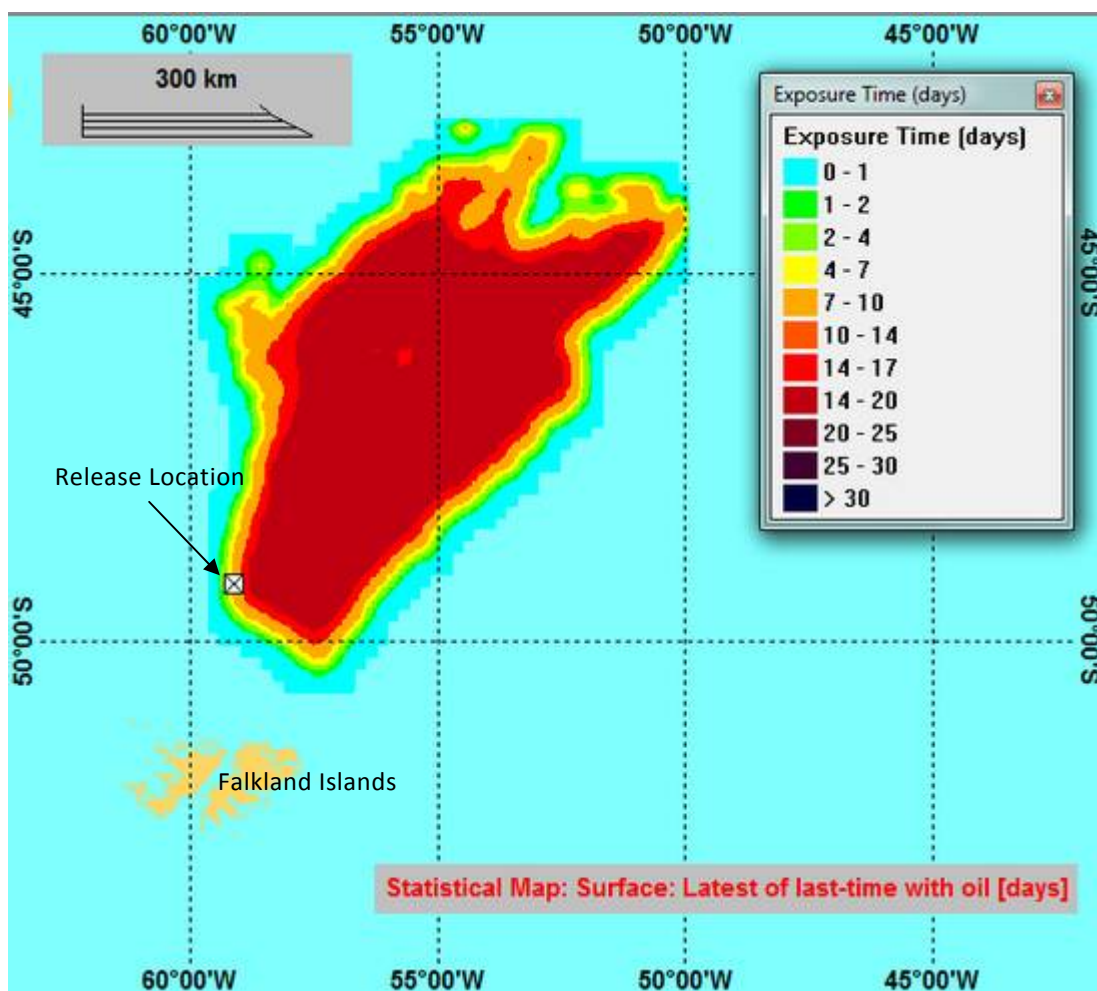 60°00'W 55°00'W 50°00'W 45°00'W
300 km
Exposure Time (days)
Exposure Time (days)
0 - 1
1 - 2
2 - 4
4 - 7
7 - 10
10 - 14
14 - 17
14 - 20
20 - 25
25 - 30
> 30
45°00'S
45°00'S
Release Location
50°00'S
50°00'S
Falkland Islands
Statistical Map: Surface: Latest of last-time with oil [days]
60°00'W 55°00'W 50°00'W 45°00'W